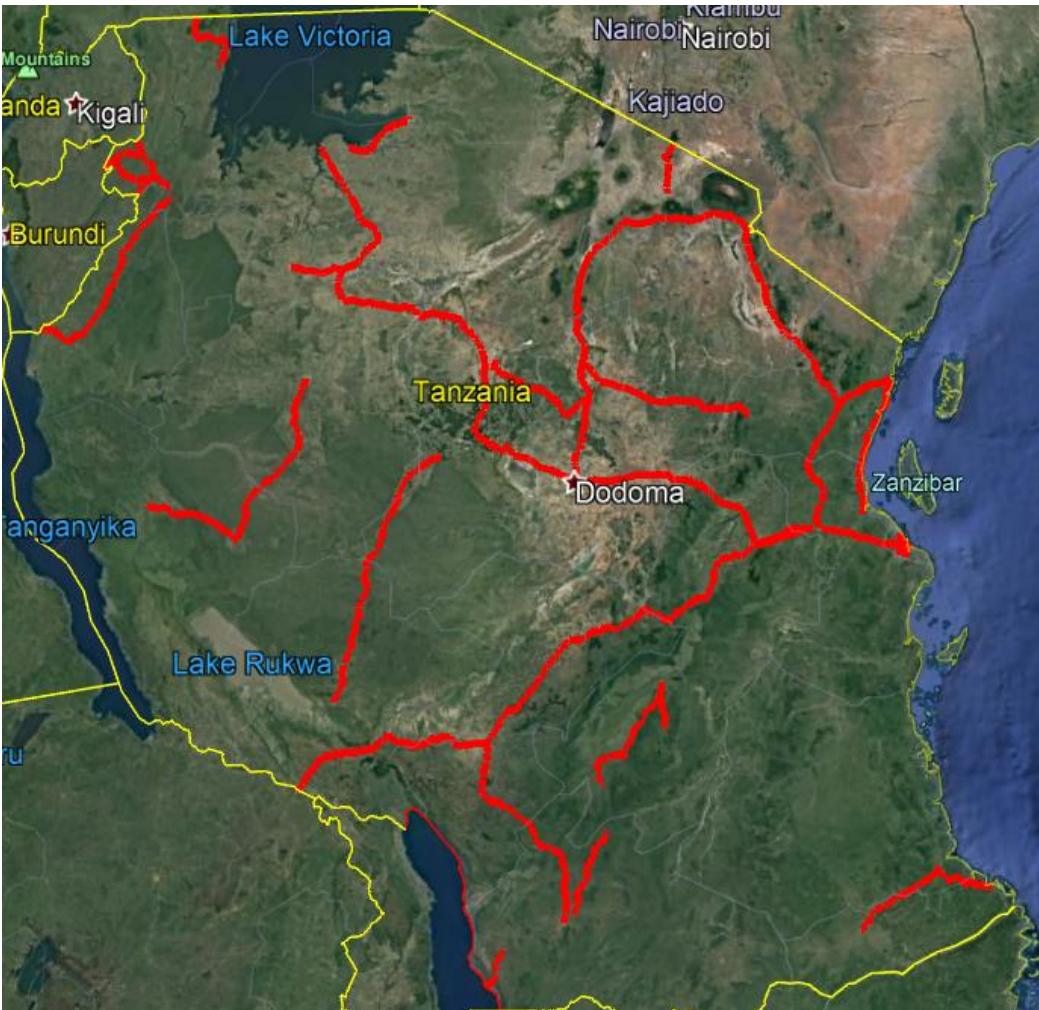 Kiambu
Lake Victoria
Nairobi
Nairobi
Mountains
Kajiado
anda
Kigali
Burundi
Tanzania
Zanzibar
Dodoma
Tanganyika
Lake Rukwa
ru